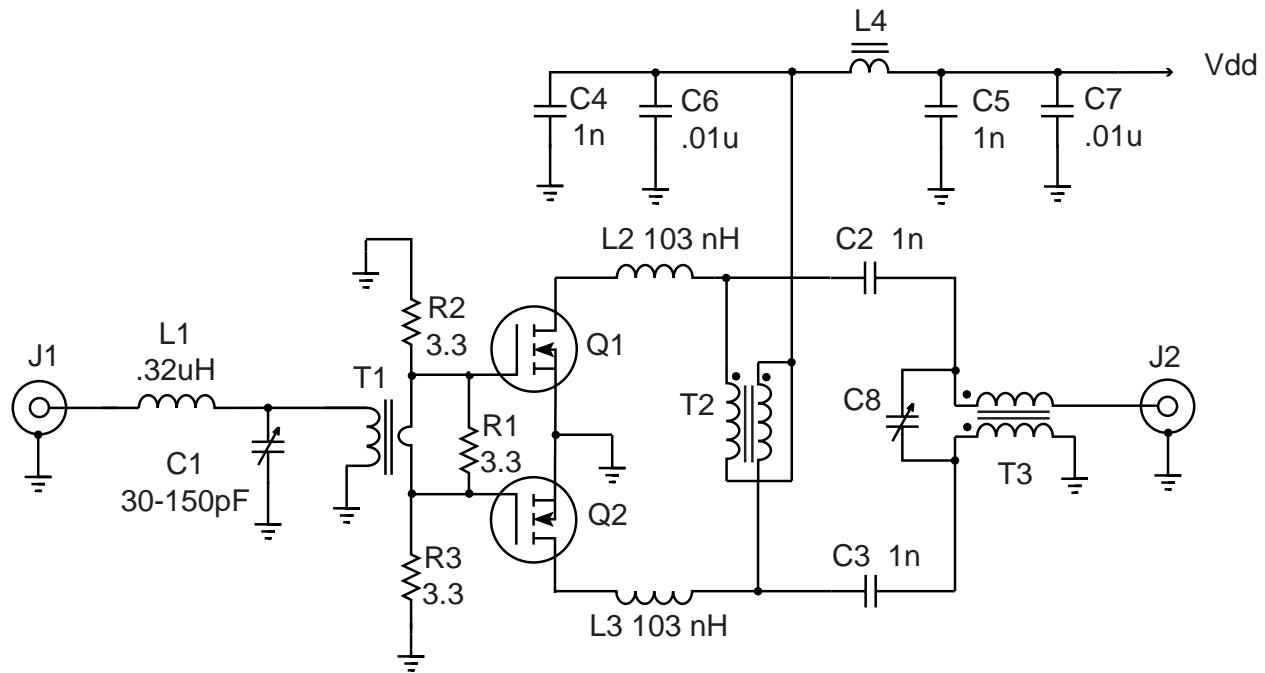 L4
Vdd
C4
1n
C6
.01u
C5
1n
C7
.01u
L2 103 nH
C2 1n
R2
3.3
Q1
J1
L1
.32uH
T1
J2
T2
C8
R1
3.3
T3
C1
30-150pF
Q2
R3
3.3
C3 1n
L3 103 nH